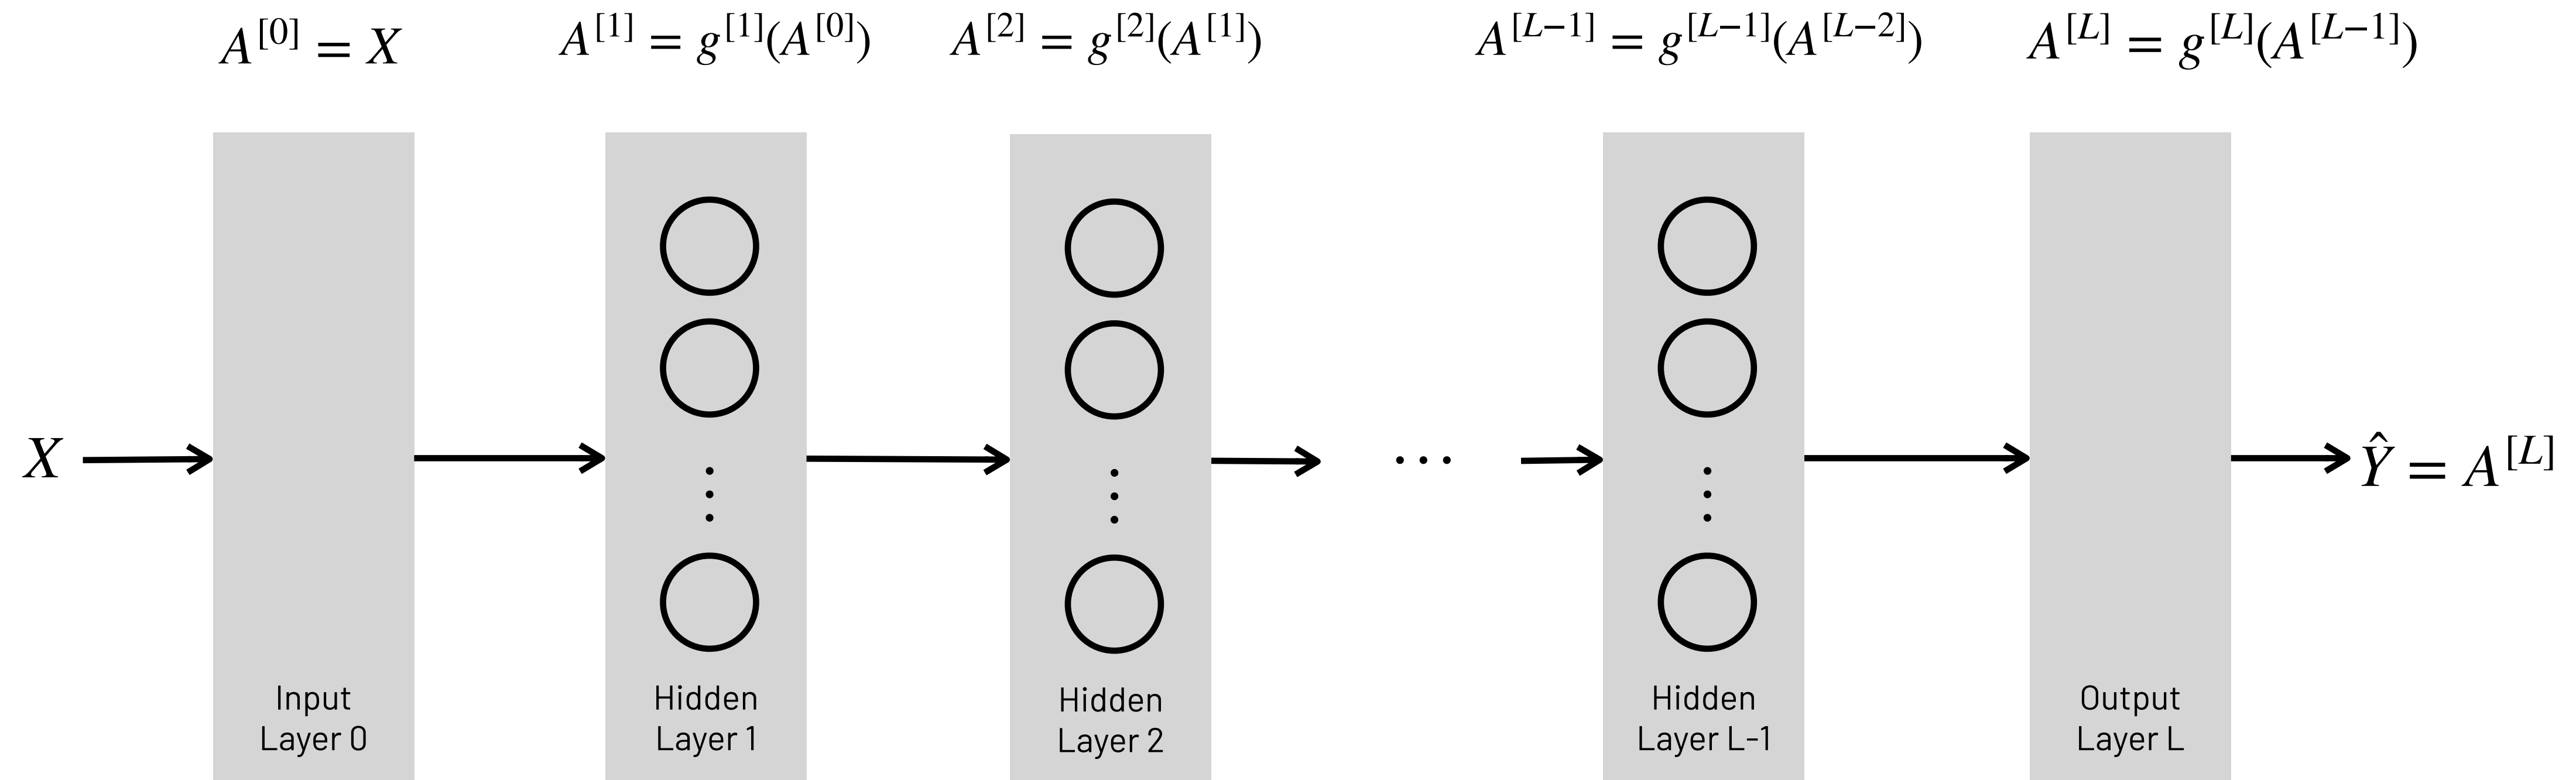 A^{[0]} = X
A^{[1]} = g^{[1]}(A^{[0]})
A^{[2]} = g^{[2]}(A^{[1]})
A^{[L−1]} = g^{[L−1]}(A^{[L−2]})
A^{[L]} = g^{[L]}(A^{[L−1]})
X
...
Ŷ = A^{[L]}
Input
Layer 0
Hidden
Layer 1
Hidden
Layer 2
Hidden
Layer L-1
Output
Layer L